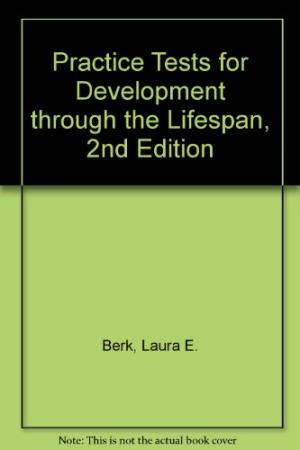 Practice Tests for
Development
through the Lifespan,
2nd Edition
Berk, Laura E.
Note: This is not the actual book cover